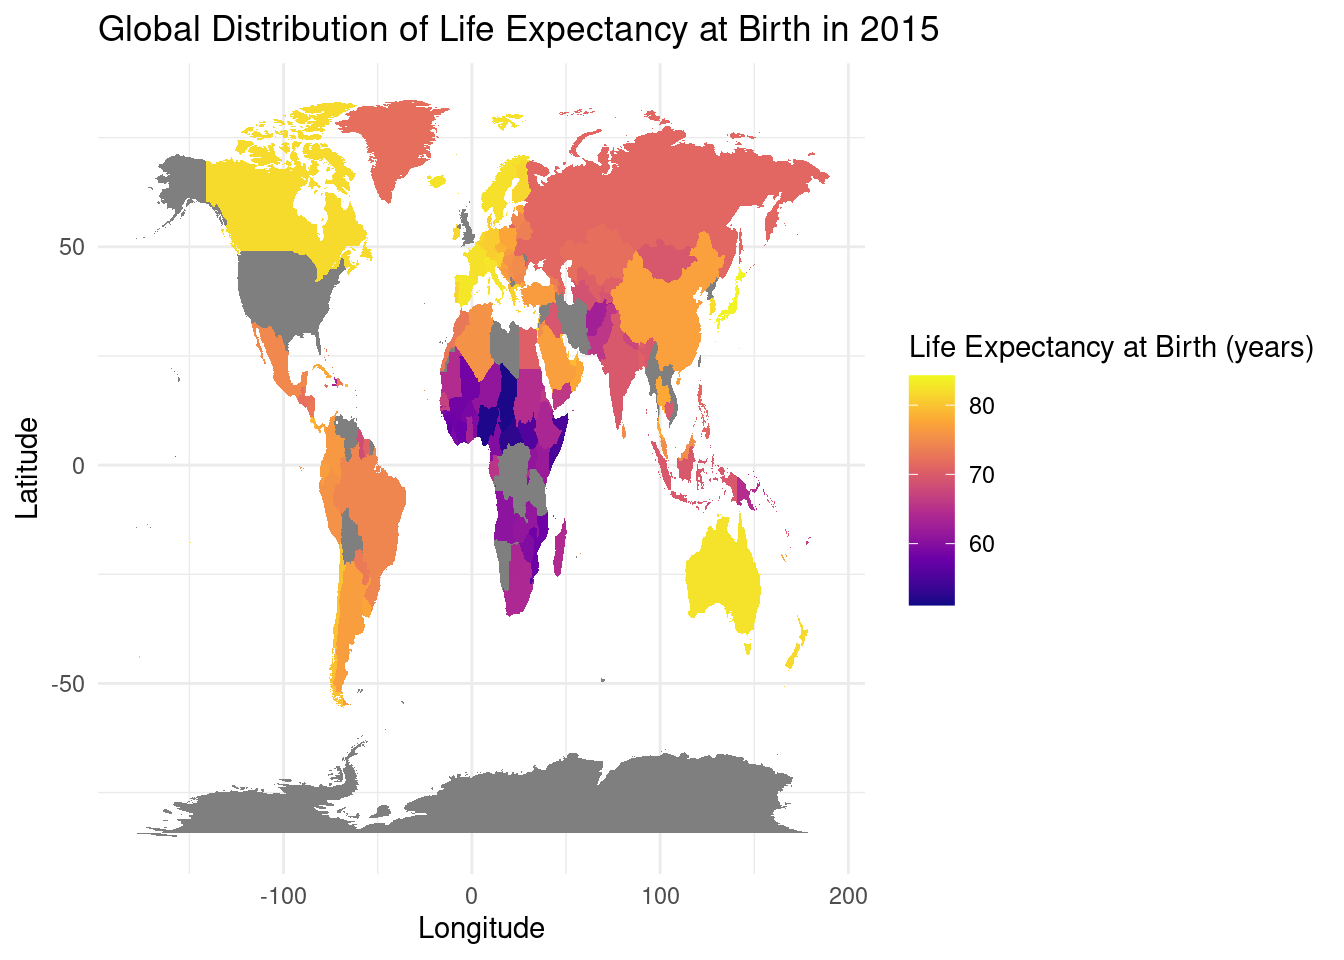 Global Distribution of Life Expectancy at Birth in 2015
Latitude
50
0
-50
-100
0
100
200
Longitude
Life Expectancy at Birth (years)
80
70
60